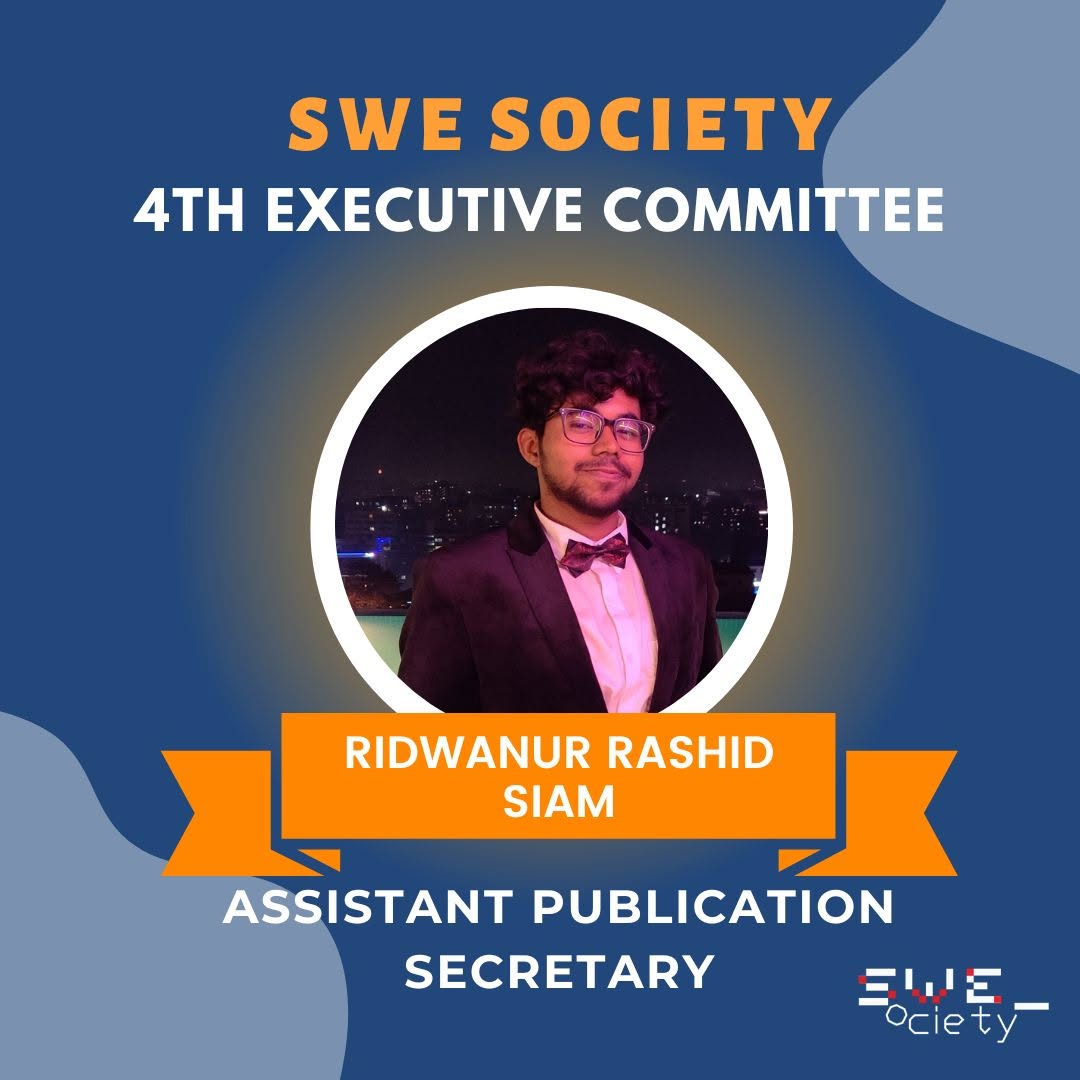 SWE SOCIETY
4TH EXECUTIVE COMMITTEE
RIDWANUR RASHID
SIAM
ASSISTANT PUBLICATION
SECRETARY
SWE_
ociety